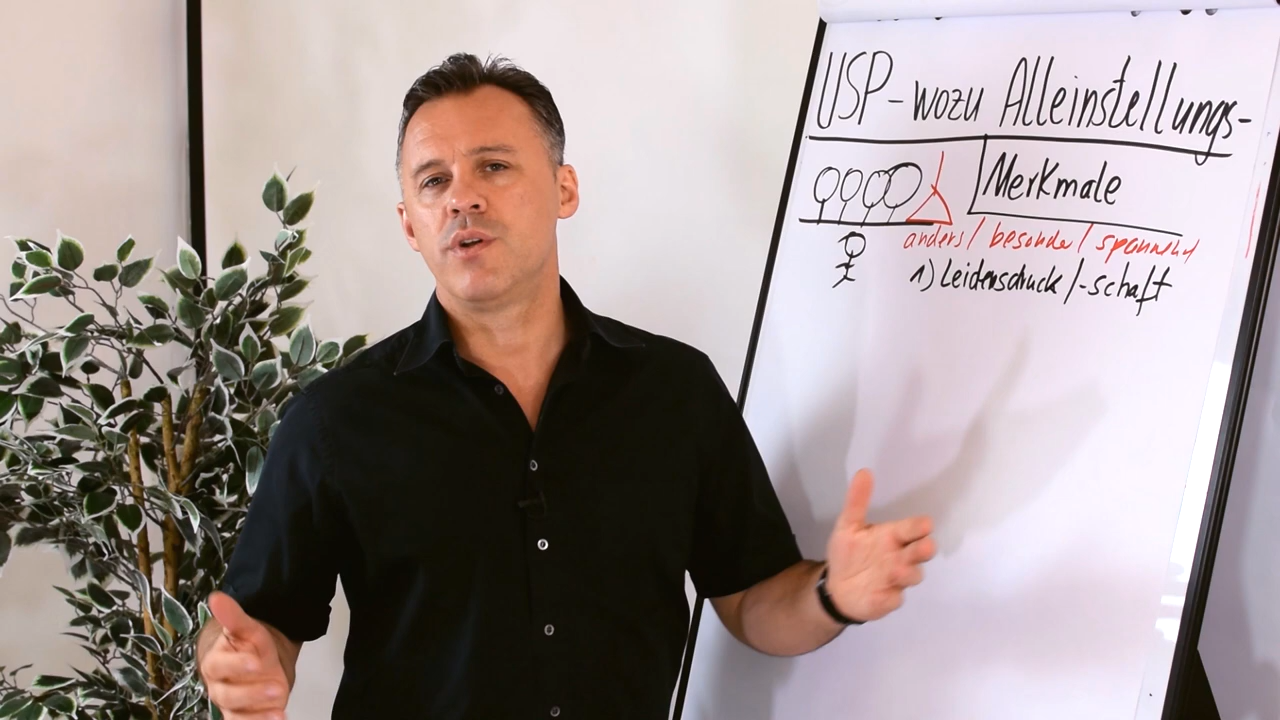 USP - wozu Alleinstellungs-
Merkmale
anders / besonders / spannend
1) Leidensdruck / -schaft